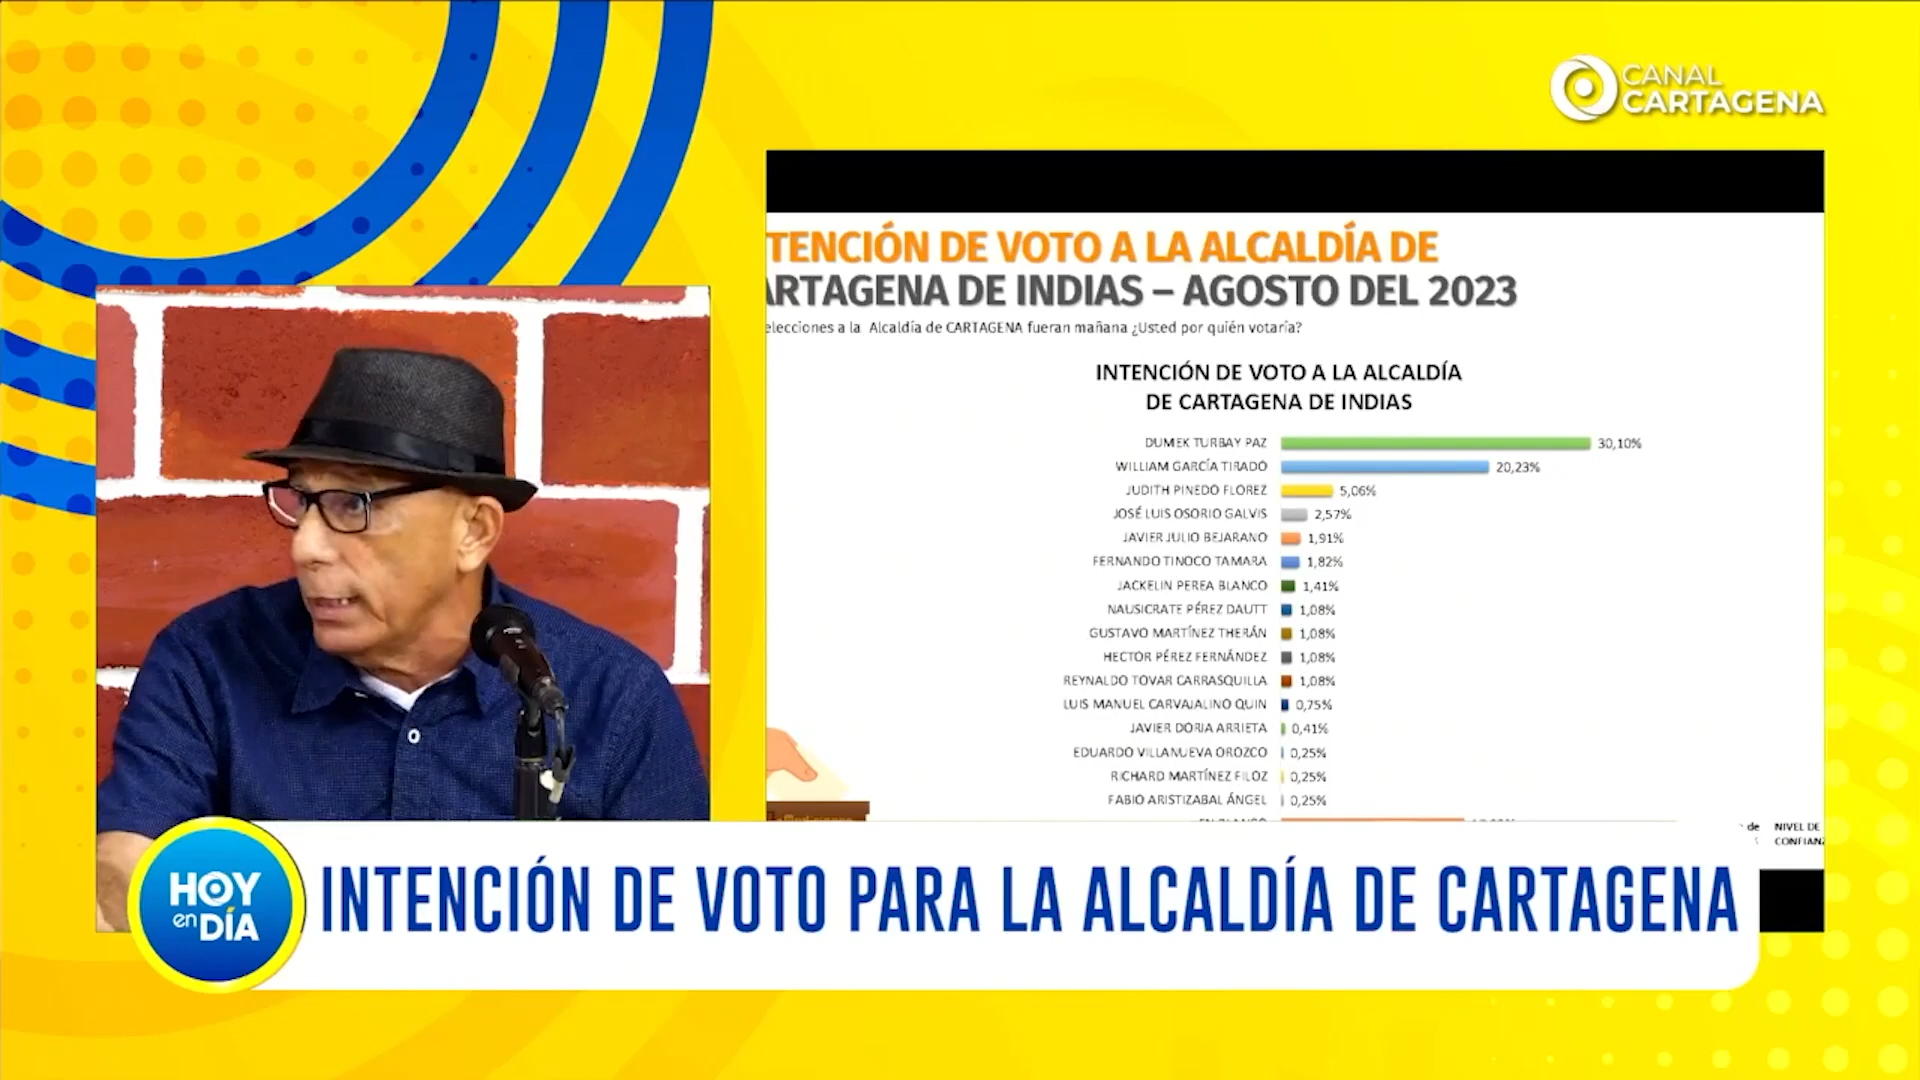 CANAL
CARTAGENA
TENCIÓN DE VOTO A LA ALCALDÍA DE
ARTAGENA DE INDIAS – AGOSTO DEL 2023
elecciones a la Alcaldía de CARTAGENA fueran mañana ¿Usted por quién votaría?
INTENCIÓN DE VOTO A LA ALCALDÍA
DE CARTAGENA DE INDIAS
DUMEK TURBAY PAZ 30,10%
WILLIAM GARCÍA TIRADO 20,23%
JUDITH PINEDO FLOREZ 5,06%
JOSÉ LUIS OSORIO GALVIS 2,57%
JAVIER JULIO BEJARANO 1,91%
FERNANDO TINOCO TAMARA 1,82%
JACKELIN PEREA BLANCO 1,41%
NAUSICRATE PÉREZ DAUTT 1,08%
GUSTAVO MARTÍNEZ THERÁN 1,08%
HECTOR PÉREZ FERNÁNDEZ 1,08%
REYNALDO TOVAR CARRASQUILLA 1,08%
LUIS MANUEL CARVAJALINO QUIN 0,75%
JAVIER DORIA ARRIETA 0,41%
EDUARDO VILLANUEVA OROZCO 0,25%
RICHARD MARTÍNEZ FILOZ 0,25%
FABIO ARISTIZABAL ÁNGEL 0,25%
EN BLANCO
de NIVEL DE
CONFIANZ
HOY
en DÍA
INTENCIÓN DE VOTO PARA LA ALCALDÍA DE CARTAGENA